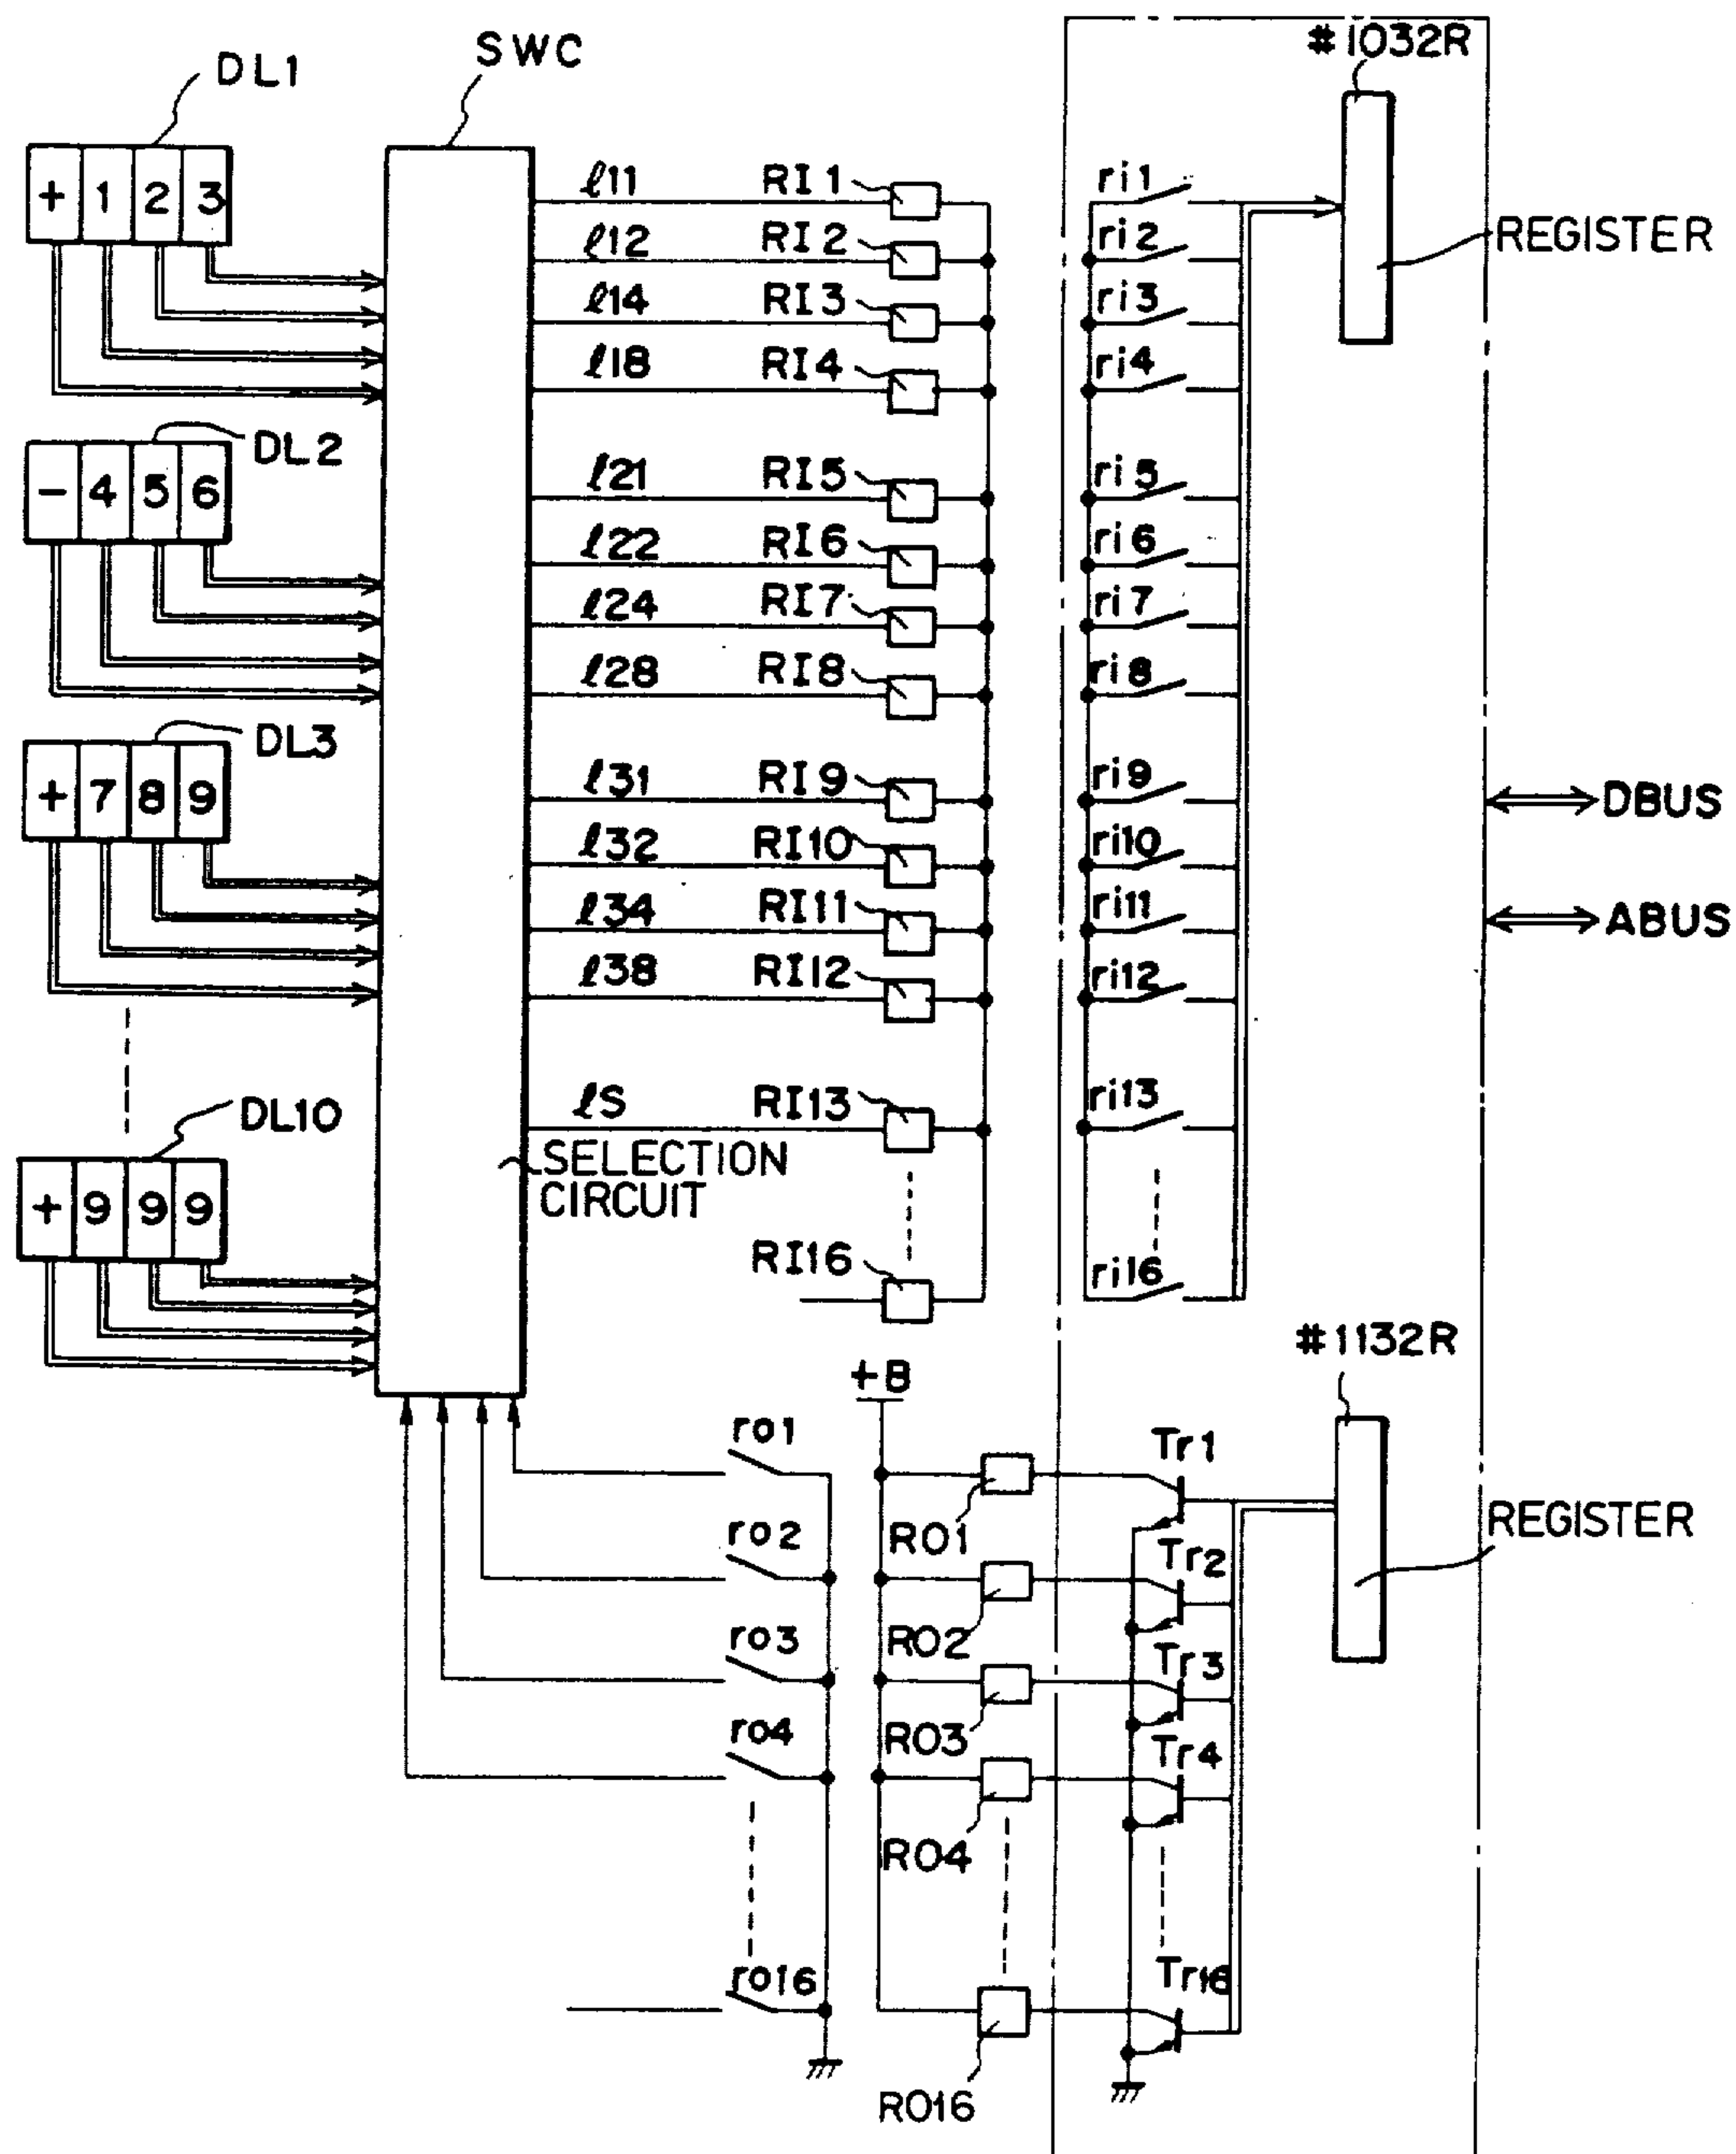 #1032R
SWC
DL1
+ 1 2 3
ℓ11 RI1 ri1
ℓ12 RI2 ri2
REGISTER
ℓ14 RI3 ri3
ℓ18 RI4 ri4
DL2
- 4 5 6
ℓ21 RI5 ri5
ℓ22 RI6 ri6
ℓ24 RI7 ri7
ℓ28 RI8 ri8
DL3
+ 7 8 9
ℓ31 RI9 ri9
DBUS
ℓ32 RI10 ri10
ℓ34 RI11 ri11
ABUS
ℓ38 RI12 ri12
DL10
ℓS RI13 ri13
+ 9 9 9
SELECTION
CIRCUIT
RI16 ri16
#1132R
+B
ro1 Tr1
RO1
REGISTER
ro2 Tr2
RO2
ro3 Tr3
RO3
ro4 Tr4
RO4
ro16 Tr16
RO16